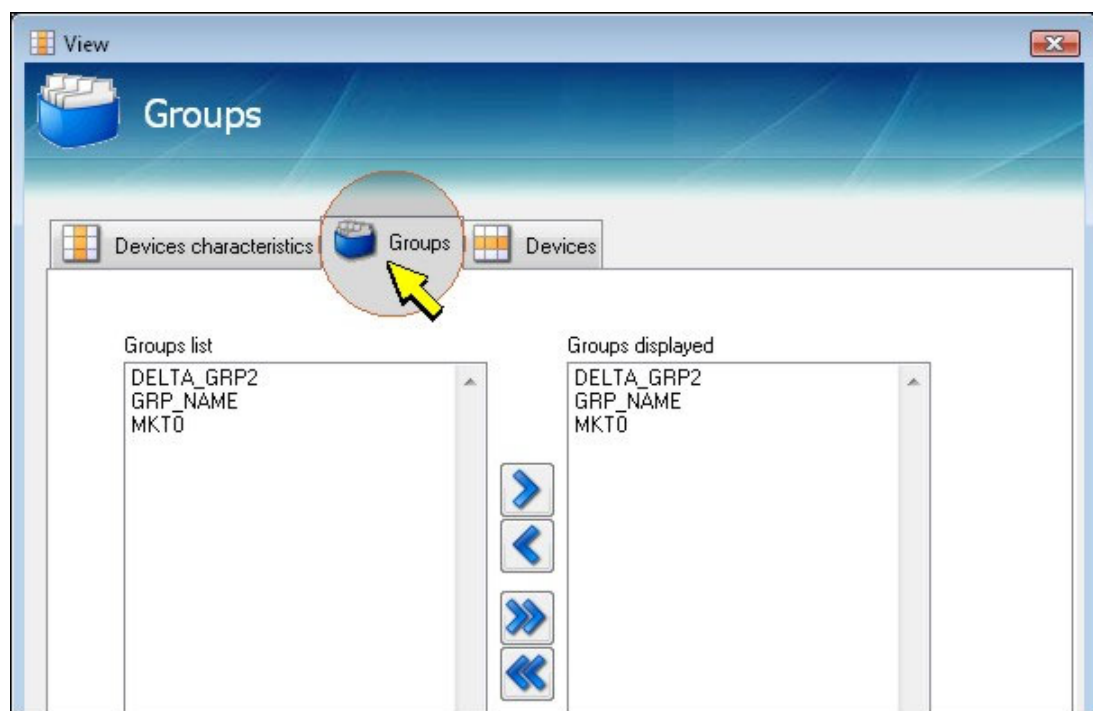 View
Groups
Devices characteristics
Groups
Devices
Groups list
Groups displayed
DELTA_GRP2
GRP_NAME
MKT0
DELTA_GRP2
GRP_NAME
MKT0